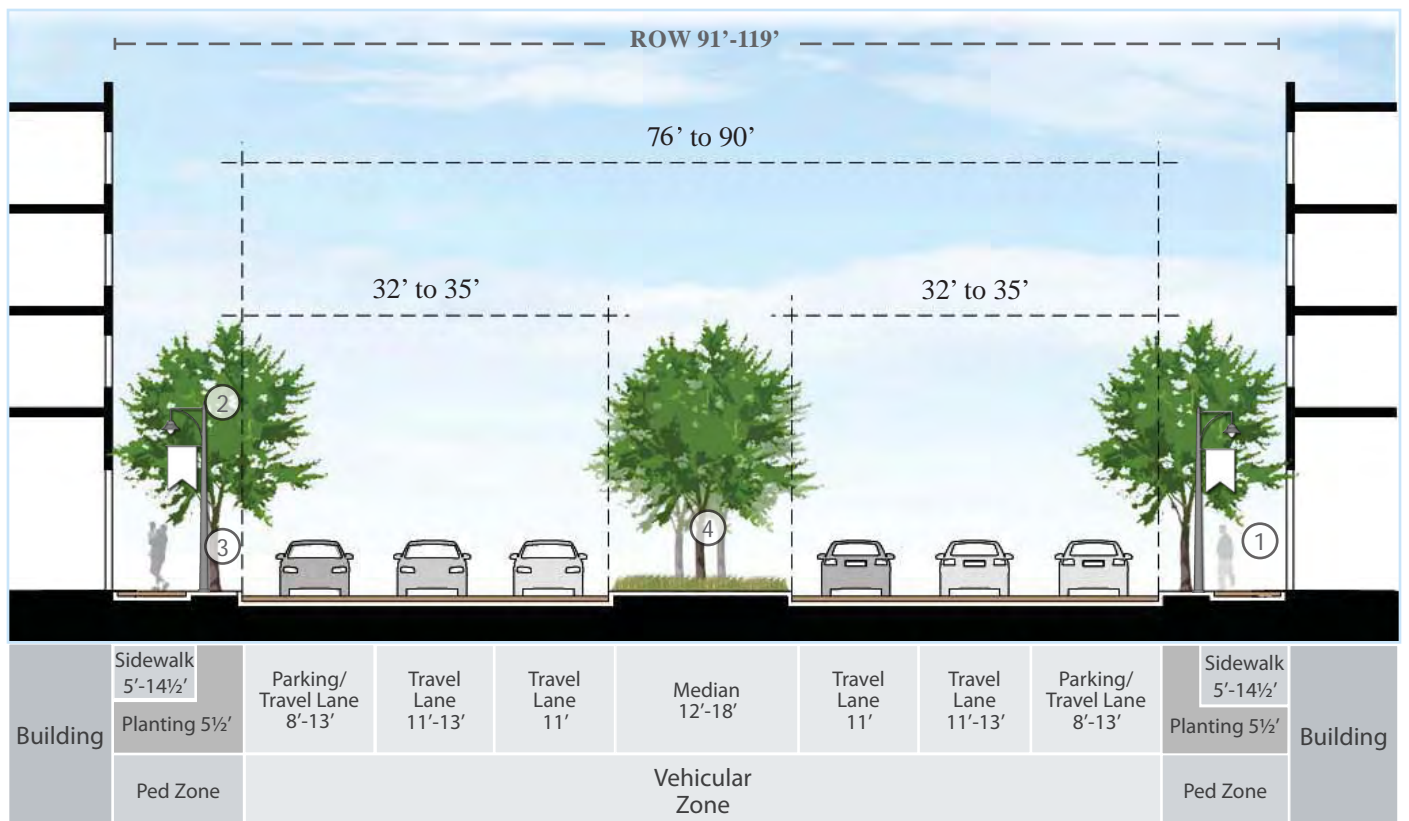 ROW 91'-119'
76’ to 90’
32’ to 35’
32’ to 35’
2
3
4
1
Building
Sidewalk
5’-14½’
Planting 5½’
Parking/
Travel Lane
8’-13’
Travel
Lane
11’-13’
Travel
Lane
11’
Median
12’-18’
Travel
Lane
11’
Travel
Lane
11’-13’
Parking/
Travel Lane
8’-13’
Sidewalk
5’-14½’
Planting 5½’
Building
Ped Zone
Vehicular
Zone
Ped Zone